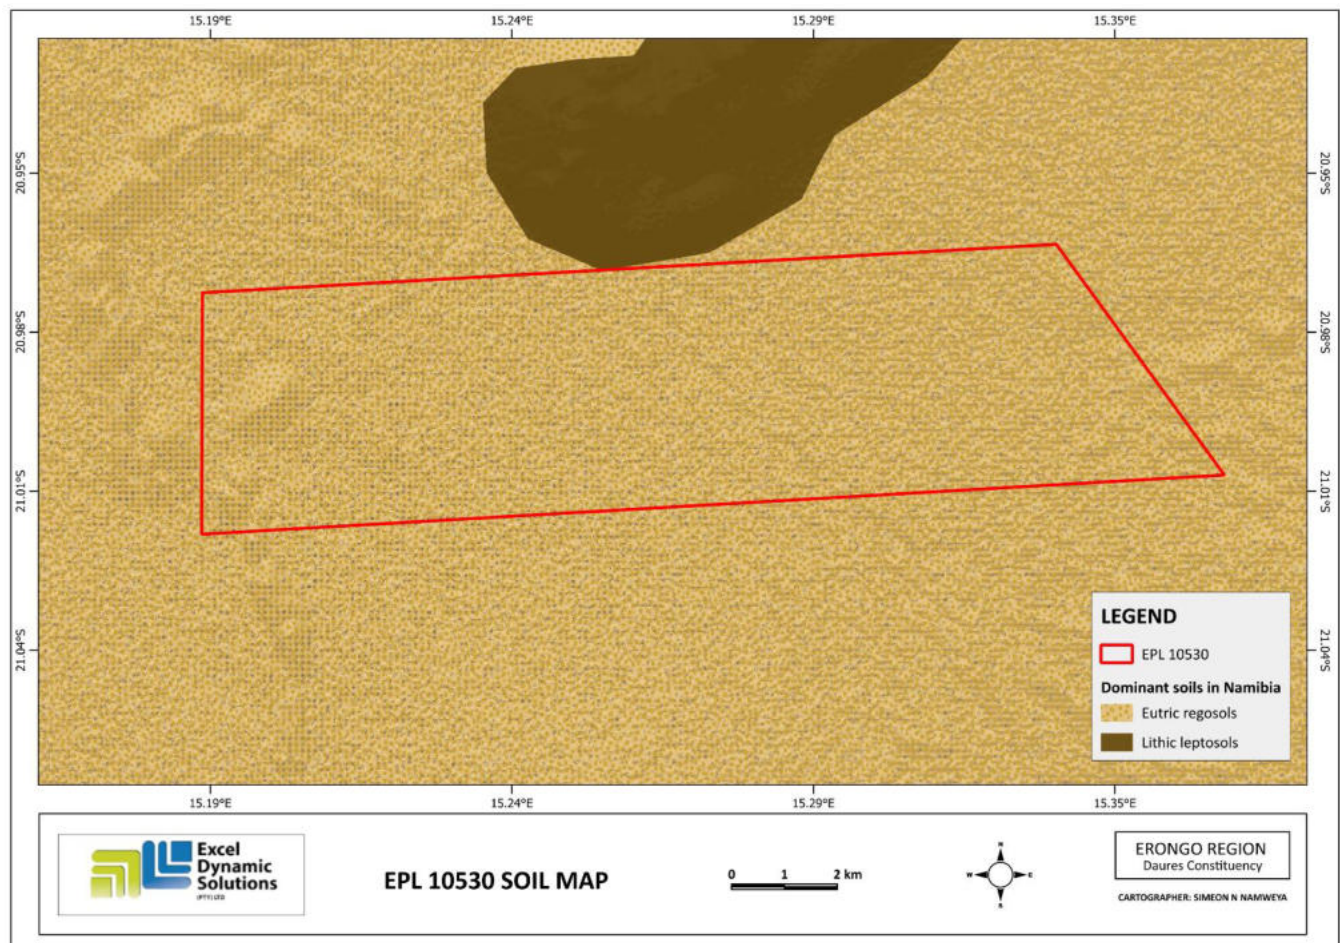 15.19°E
15.24°E
15.29°E
15.35°E
20.95°S
20.95°S
20.98°S
20.98°S
21.01°S
21.01°S
21.04°S
21.04°S
LEGEND
EPL 10530
Dominant soils in Namibia
Eutric regosols
Lithic leptosols
15.19°E
15.24°E
15.29°E
15.35°E
Excel
Dynamic
Solutions
(PTY) LTD
EPL 10530 SOIL MAP
0 1 2 km
N
W E
S
ERONGO REGION
Daures Constituency
CARTOGRAPHER: SIMEON N NAMWEYA